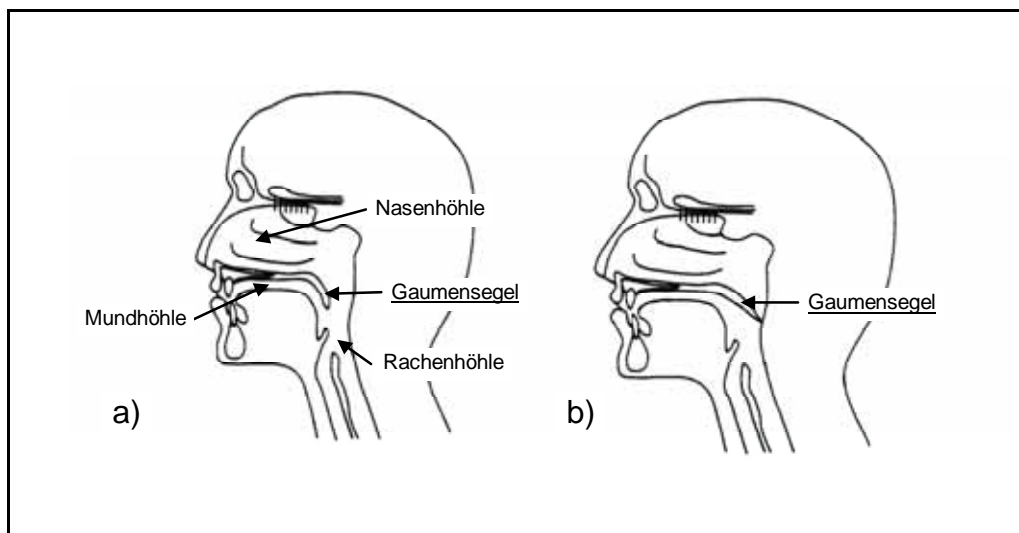 Nasenhöhle
Gaumensegel
Mundhöhle
Rachenhöhle
a)
Gaumensegel
b)